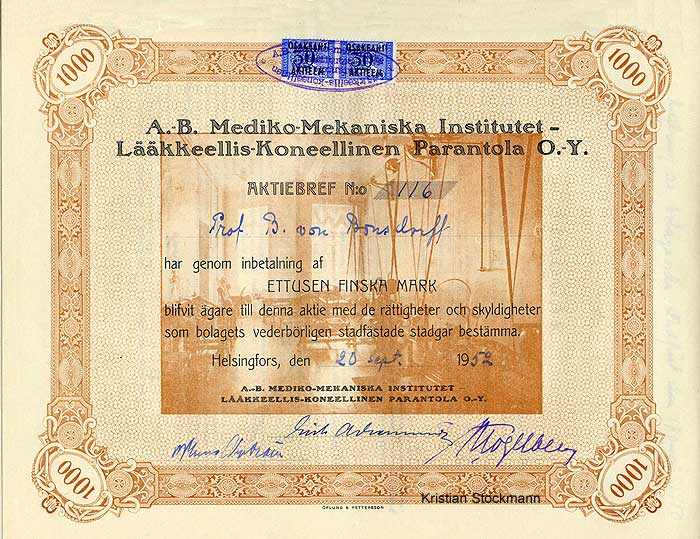 1000
1000
OSAKEANTI OSAKEANTI
50 50
AKTIEEM. AKTIEEM.
A.-B. Mediko-Mekaniska Institutet –
Lääkkeellis-Koneellinen Parantola O.-Y.
AKTIEBREF N:o 116
Prof. B. von Bonsdorff
har genom inbetalning af
ETTUSEN FINSKA MARK
blifvit ägare till denna aktie med de rättigheter och skyldigheter
som bolagets vederbörligen stadfästade stadgar bestämma.
Helsingfors, den 20 sept. 1952.
A.-B. MEDIKO-MEKANISKA INSTITUTET –
LÄÄKKEELLIS-KONEELLINEN PARANTOLA O.-Y.
1000
1000
Kristian Stockmann
ÖFLUND & PETTERSSON